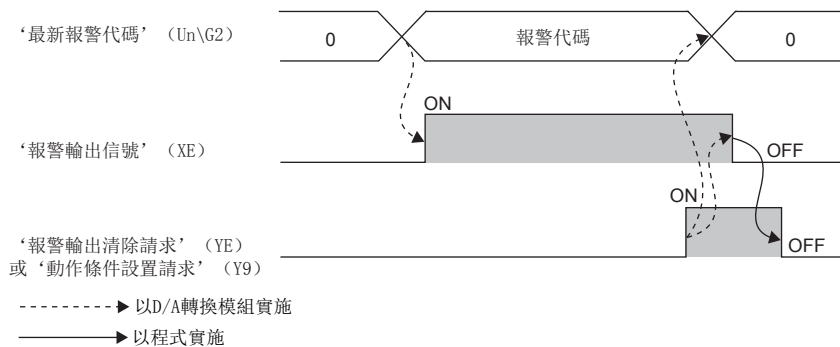 ‘最新報警代碼’（Un\G2）
0
報警代碼
0
ON
‘報警輸出信號’（XE）
OFF
ON
‘報警輸出清除請求’（YE）
或‘動作條件設置請求’（Y9）
OFF
以D/A轉換模組實施
以程式實施